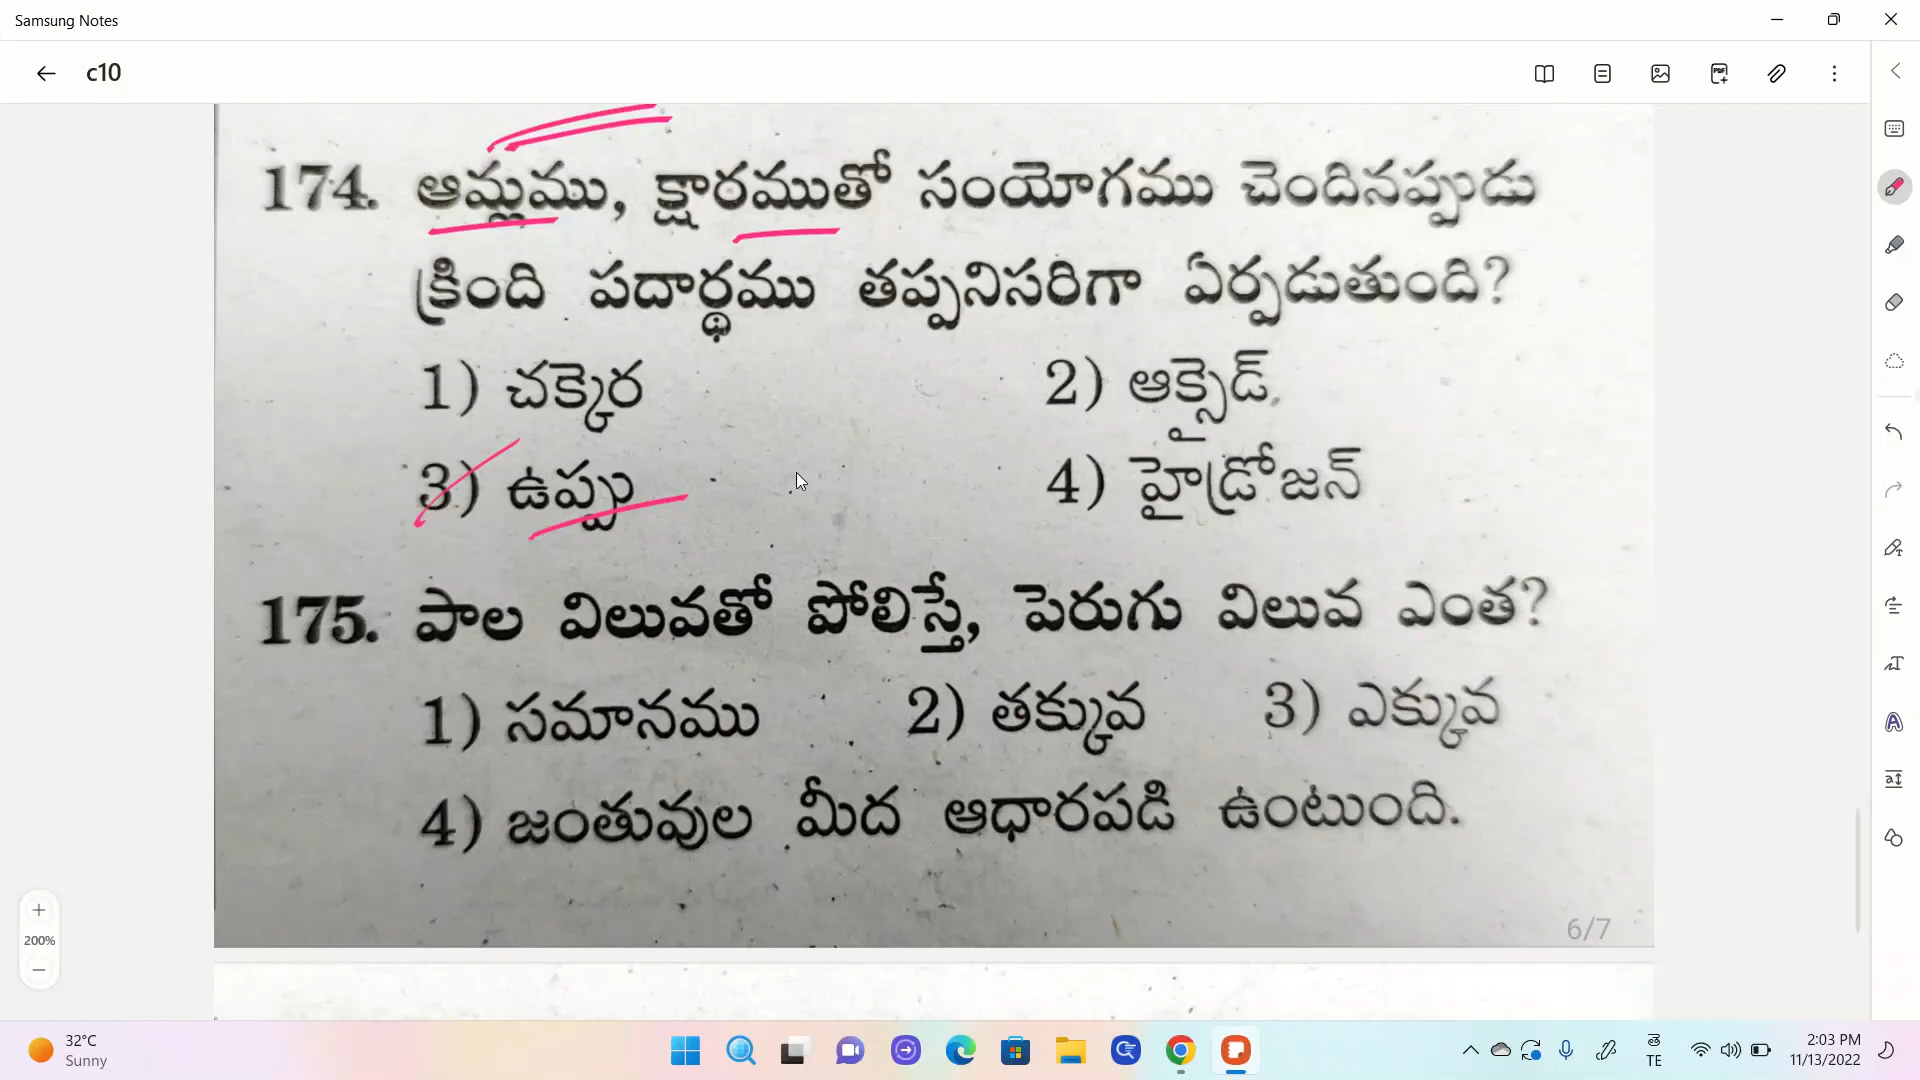 Samsung Notes
c10
174. ఆమ్లము, క్షారముతో సంయోగము చెందినప్పుడు
క్రింది పదార్థము తప్పనిసరిగా ఏర్పడుతుంది?
1) చక్కెర 2) ఆక్సైడ్
3) ఉప్పు 4) హైడ్రోజన్
175. పాల విలువతో పోలిస్తే, పెరుగు విలువ ఎంత?
1) సమానము 2) తక్కువ 3) ఎక్కువ
4) జంతువుల మీద ఆధారపడి ఉంటుంది.
6/7
200%
32°C
Sunny
తె
TE
2:03 PM
11/13/2022